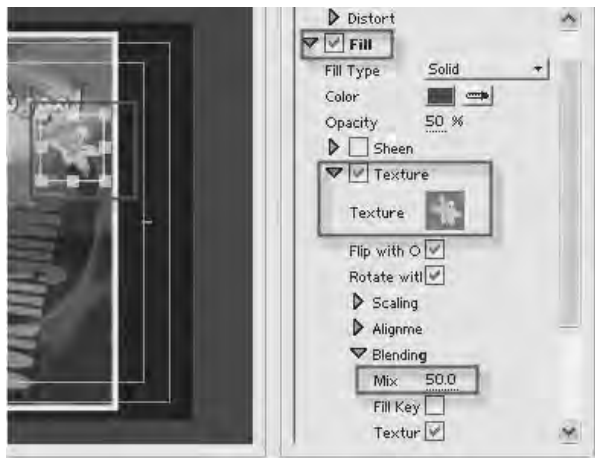 Distort
Fill
Fill Type Solid
Color
Opacity 50 %
Sheen
Texture
Texture
Flip with O
Rotate witl
Scaling
Alignme
Blending
Mix 50.0
Fill Key
Textur